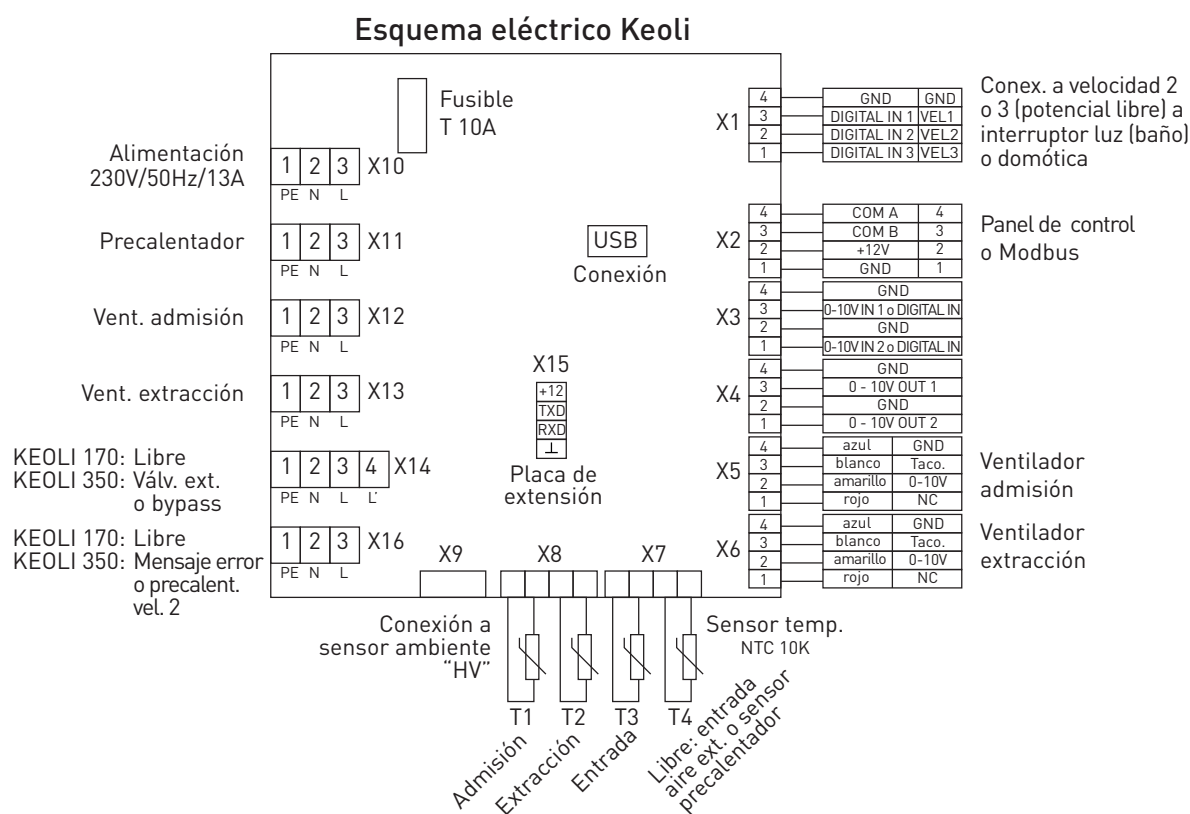 Esquema eléctrico Keoli
Fusible
T 10A
Alimentación
230V/50Hz/13A
1 2 3 X10
PE N L
Precalentador
1 2 3 X11
PE N L
Vent. admisión
1 2 3 X12
PE N L
Vent. extracción
1 2 3 X13
PE N L
KEOLI 170: Libre
KEOLI 350: Válv. ext.
o bypass
1 2 3 4 X14
PE N L L'
KEOLI 170: Libre
KEOLI 350: Mensaje error
o precalent.
vel. 2
1 2 3 X16
PE N L
USB
Conexión
X15
+12
TXD
RXD
⊥
Placa de
extensión
X1
4 GND GND
3 DIGITAL IN 1 VEL1
2 DIGITAL IN 2 VEL2
1 DIGITAL IN 3 VEL3
Conex. a velocidad 2
o 3 (potencial libre) a
interruptor luz (baño)
o domótica
X2
4 COM A 4
3 COM B 3
2 +12V 2
1 GND 1
Panel de control
o Modbus
X3
4 GND
3 0-10V IN 1 o DIGITAL IN
2 GND
1 0-10V IN 2 o DIGITAL IN
X4
4 GND
3 0 - 10V OUT 1
2 GND
1 0 - 10V OUT 2
X5
4 azul GND
3 blanco Taco.
2 amarillo 0-10V
1 rojo NC
Ventilador
admisión
X6
4 azul GND
3 blanco Taco.
2 amarillo 0-10V
1 rojo NC
Ventilador
extracción
X9 X8 X7
Conexión a
sensor ambiente
"HV"
Sensor temp.
NTC 10K
T1 T2 T3 T4
Admisión
Extracción
Entrada
Libre: entrada
aire ext. o sensor
precalentador